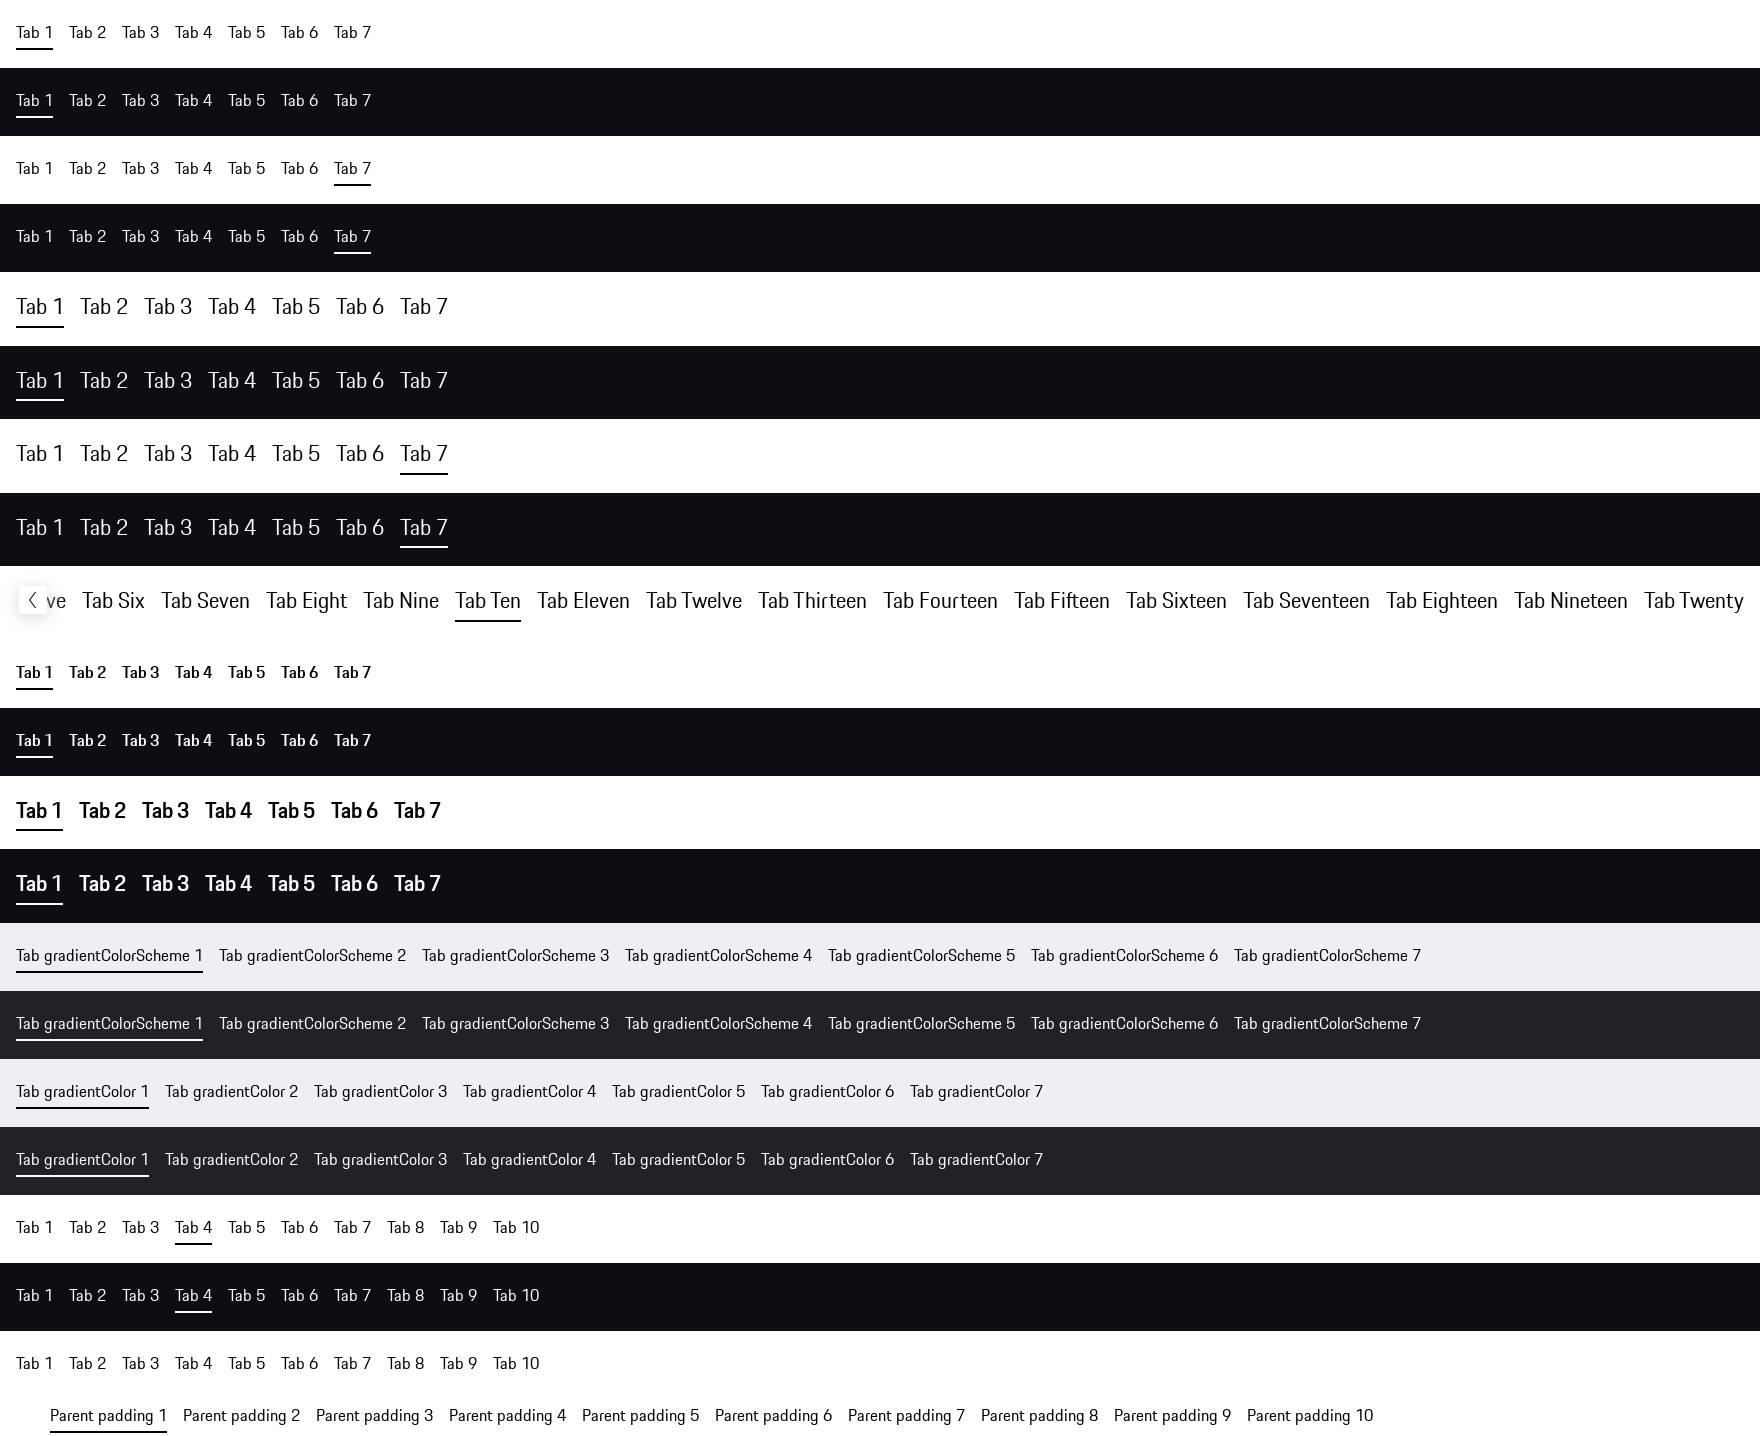 Tab 1 Tab 2 Tab 3 Tab 4 Tab 5 Tab 6 Tab 7
Tab 1 Tab 2 Tab 3 Tab 4 Tab 5 Tab 6 Tab 7
Tab 1 Tab 2 Tab 3 Tab 4 Tab 5 Tab 6 Tab 7
Tab 1 Tab 2 Tab 3 Tab 4 Tab 5 Tab 6 Tab 7
Tab 1 Tab 2 Tab 3 Tab 4 Tab 5 Tab 6 Tab 7
Tab 1 Tab 2 Tab 3 Tab 4 Tab 5 Tab 6 Tab 7
Tab 1 Tab 2 Tab 3 Tab 4 Tab 5 Tab 6 Tab 7
Tab 1 Tab 2 Tab 3 Tab 4 Tab 5 Tab 6 Tab 7
Tab Six Tab Seven Tab Eight Tab Nine Tab Ten Tab Eleven Tab Twelve Tab Thirteen Tab Fourteen Tab Fifteen Tab Sixteen Tab Seventeen Tab Eighteen Tab Nineteen Tab Twenty
Tab 1 Tab 2 Tab 3 Tab 4 Tab 5 Tab 6 Tab 7
Tab 1 Tab 2 Tab 3 Tab 4 Tab 5 Tab 6 Tab 7
Tab 1 Tab 2 Tab 3 Tab 4 Tab 5 Tab 6 Tab 7
Tab 1 Tab 2 Tab 3 Tab 4 Tab 5 Tab 6 Tab 7
Tab gradientColorScheme 1 Tab gradientColorScheme 2 Tab gradientColorScheme 3 Tab gradientColorScheme 4 Tab gradientColorScheme 5 Tab gradientColorScheme 6 Tab gradientColorScheme 7
Tab gradientColorScheme 1 Tab gradientColorScheme 2 Tab gradientColorScheme 3 Tab gradientColorScheme 4 Tab gradientColorScheme 5 Tab gradientColorScheme 6 Tab gradientColorScheme 7
Tab gradientColor 1 Tab gradientColor 2 Tab gradientColor 3 Tab gradientColor 4 Tab gradientColor 5 Tab gradientColor 6 Tab gradientColor 7
Tab gradientColor 1 Tab gradientColor 2 Tab gradientColor 3 Tab gradientColor 4 Tab gradientColor 5 Tab gradientColor 6 Tab gradientColor 7
Tab 1 Tab 2 Tab 3 Tab 4 Tab 5 Tab 6 Tab 7 Tab 8 Tab 9 Tab 10
Tab 1 Tab 2 Tab 3 Tab 4 Tab 5 Tab 6 Tab 7 Tab 8 Tab 9 Tab 10
Tab 1 Tab 2 Tab 3 Tab 4 Tab 5 Tab 6 Tab 7 Tab 8 Tab 9 Tab 10
Parent padding 1 Parent padding 2 Parent padding 3 Parent padding 4 Parent padding 5 Parent padding 6 Parent padding 7 Parent padding 8 Parent padding 9 Parent padding 10